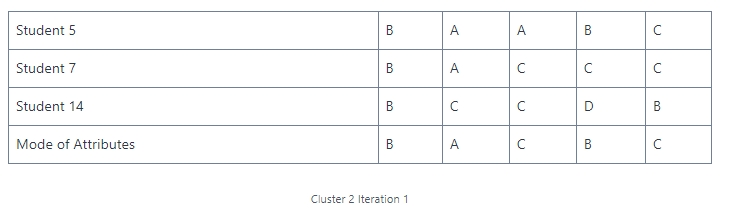 Student 5 B A A B C
Student 7 B A C C C
Student 14 B C C D B
Mode of Attributes B A C B C
Cluster 2 Iteration 1